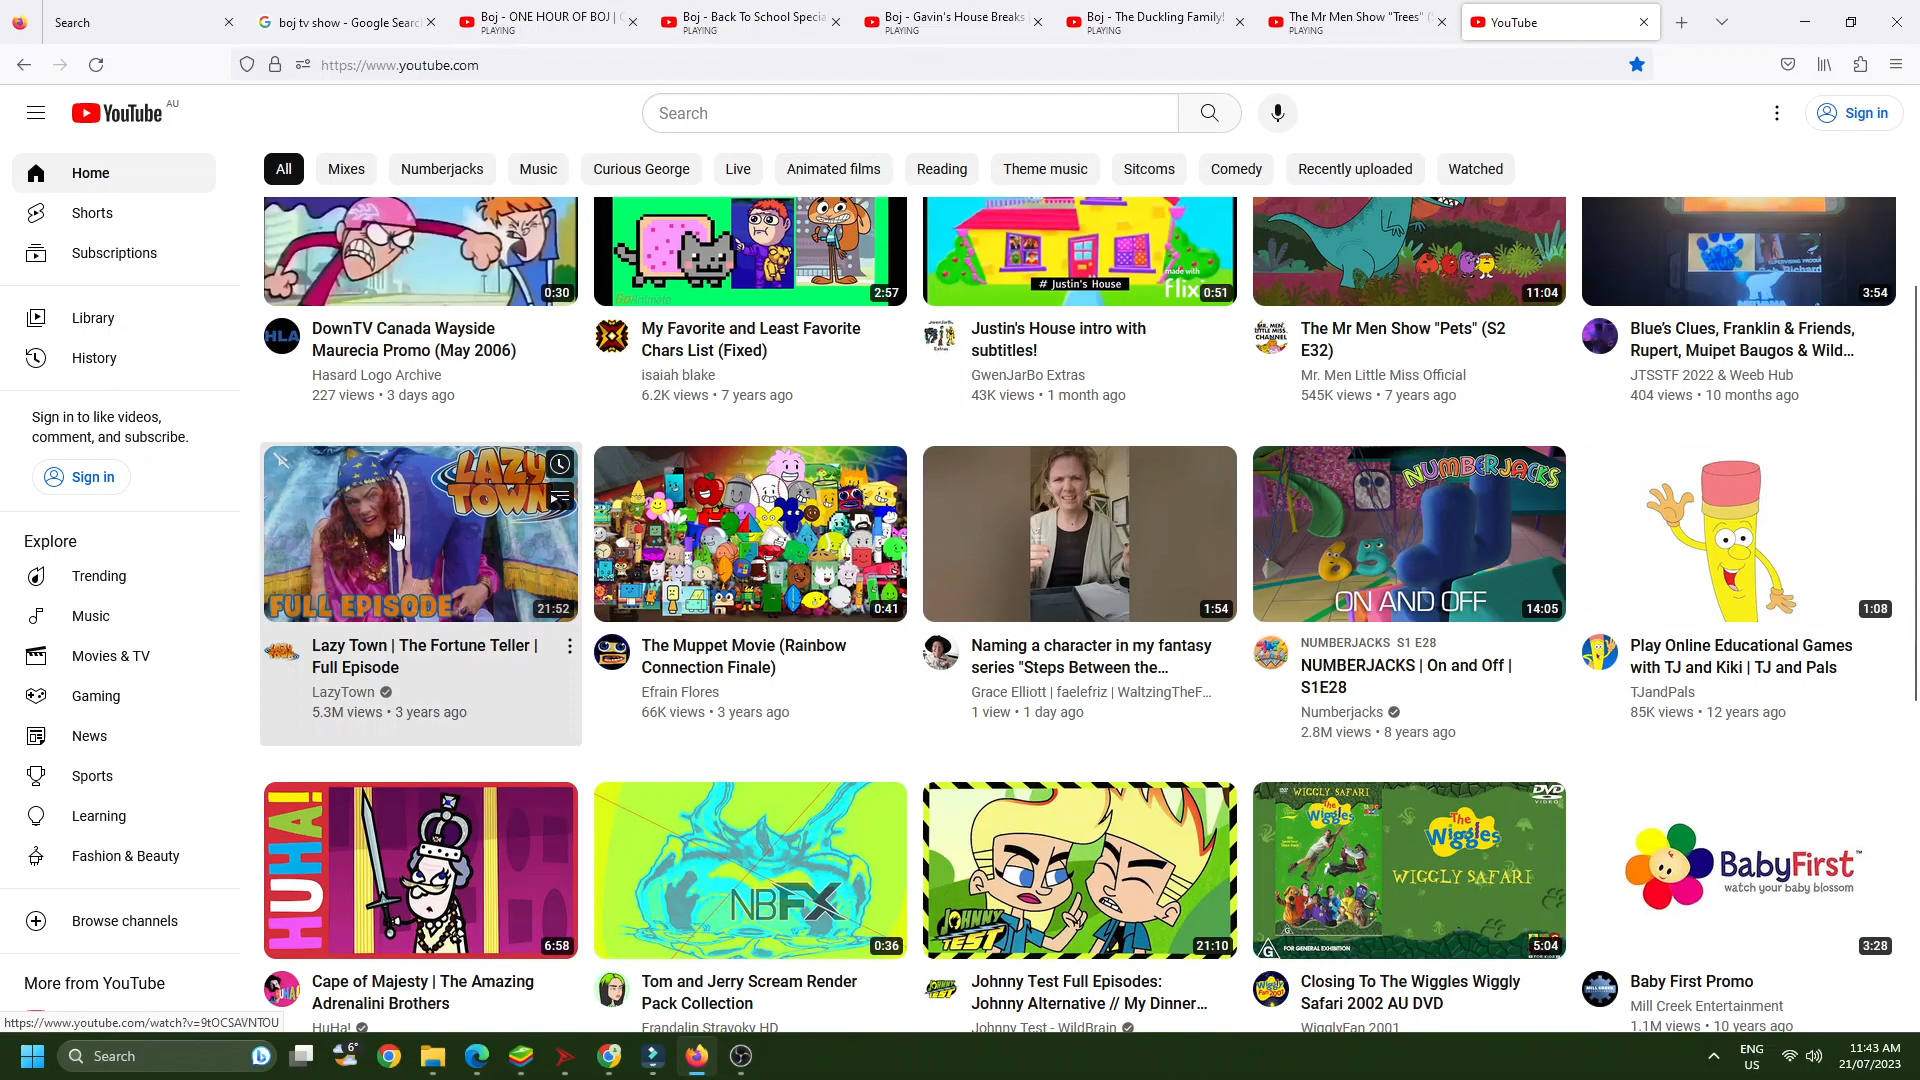 Search
boj tv show - Google Searc
Boj - ONE HOUR OF BOJ |
PLAYING
Boj - Back To School Specia
PLAYING
Boj - Gavin's House Breaks
PLAYING
Boj - The Duckling Family!
PLAYING
The Mr Men Show "Trees" (
PLAYING
YouTube
https://www.youtube.com
YouTube
AU
Search
Sign in
Home
Shorts
Subscriptions
Library
History
Sign in to like videos,
comment, and subscribe.
Sign in
Explore
Trending
Music
Movies & TV
Gaming
News
Sports
Learning
Fashion & Beauty
Browse channels
More from YouTube
All
Mixes
Numberjacks
Music
Curious George
Live
Animated films
Reading
Theme music
Sitcoms
Comedy
Recently uploaded
Watched
0:30
HLA
DownTV Canada Wayside
Maurecia Promo (May 2006)
Hasard Logo Archive
227 views • 3 days ago
GoAnimate
2:57
My Favorite and Least Favorite
Chars List (Fixed)
isaiah blake
6.2K views • 7 years ago
# Justin's House
made with
flix
0:51
Justin's House intro with
subtitles!
GwenJarBo Extras
43K views • 1 month ago
11:04
The Mr Men Show "Pets" (S2
E32)
Mr. Men Little Miss Official
545K views • 7 years ago
3:54
Blue's Clues, Franklin & Friends,
Rupert, Muipet Baugos & Wild...
JTSSTF 2022 & Weeb Hub
404 views • 10 months ago
LAZY
TOWN
FULL EPISODE
21:52
Lazy Town | The Fortune Teller |
Full Episode
LazyTown
5.3M views • 3 years ago
0:41
The Muppet Movie (Rainbow
Connection Finale)
Efrain Flores
66K views • 3 years ago
1:54
Naming a character in my fantasy
series "Steps Between the...
Grace Elliott | faelefriz | WaltzingTheF...
1 view • 1 day ago
NUMBERJACKS
ON AND OFF
14:05
NUMBERJACKS S1 E28
NUMBERJACKS | On and Off |
S1E28
Numberjacks
2.8M views • 8 years ago
1:08
Play Online Educational Games
with TJ and Kiki | TJ and Pals
TJandPals
85K views • 12 years ago
HUHA!
6:58
Cape of Majesty | The Amazing
Adrenalini Brothers
HuHa!
NBFX
0:36
Tom and Jerry Scream Render
Pack Collection
Frandalin Stravoky HD
JOHNNY
TEST
21:10
Johnny Test Full Episodes:
Johnny Alternative // My Dinner...
Johnny Test - WildBrain
WIGGLY SAFARI
The
Wiggles
The
Wiggles
WIGGLY SAFARI
DVD
VIDEO
G
FOR GENERAL EXHIBITION
5:04
Closing To The Wiggles Wiggly
Safari 2002 AU DVD
WigglyFan 2001
BabyFirst
watch your baby blossom
3:28
Baby First Promo
Mill Creek Entertainment
1.1M views • 10 years ago
https://www.youtube.com/watch?v=9tOCSAVNTOU
Search
6°
ENG
US
11:43 AM
21/07/2023